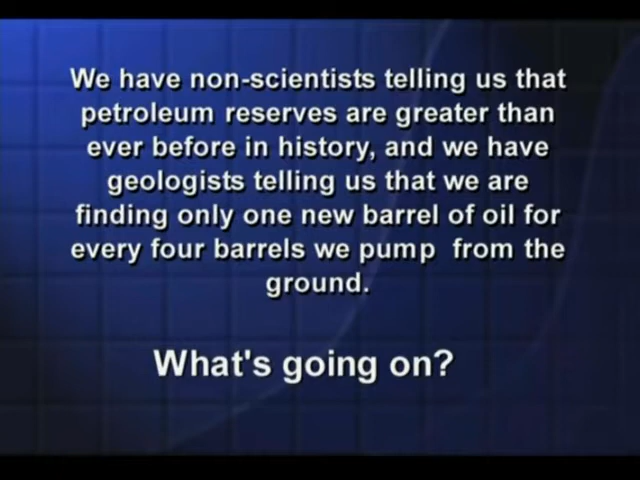 We have non-scientists telling us that
petroleum reserves are greater than
ever before in history, and we have
geologists telling us that we are
finding only one new barrel of oil for
every four barrels we pump from the
ground.
What's going on?